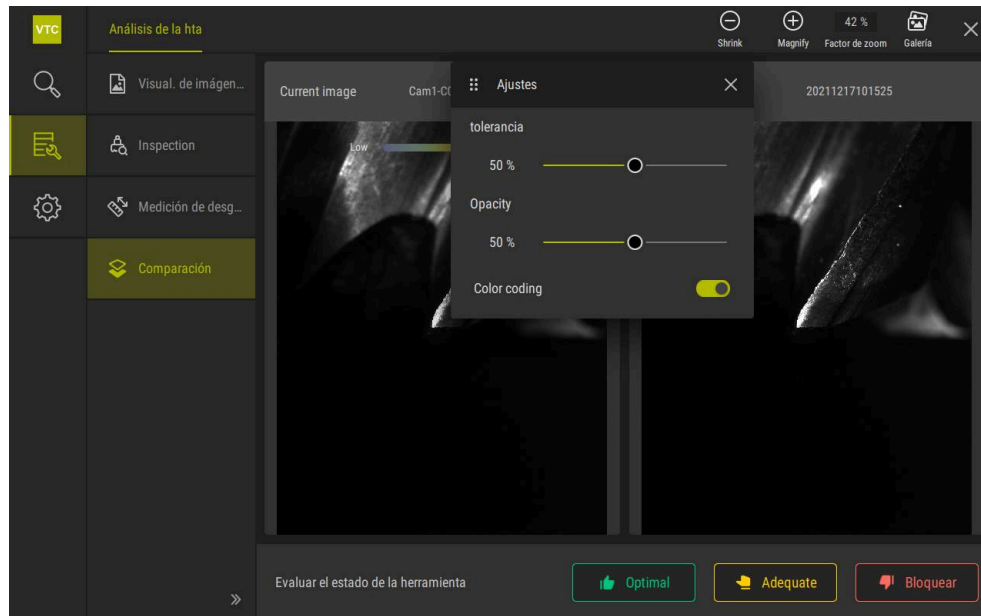 VTC
Análisis de la hta
Shrink
Magnify
42 %
Factor de zoom
Galería
Visual. de imágen...
Inspection
Medición de desg...
Comparación
Current image
Cam1-C0
20211217101525
Low
Ajustes
tolerancia
50 %
Opacity
50 %
Color coding
Evaluar el estado de la herramienta
Optimal
Adequate
Bloquear